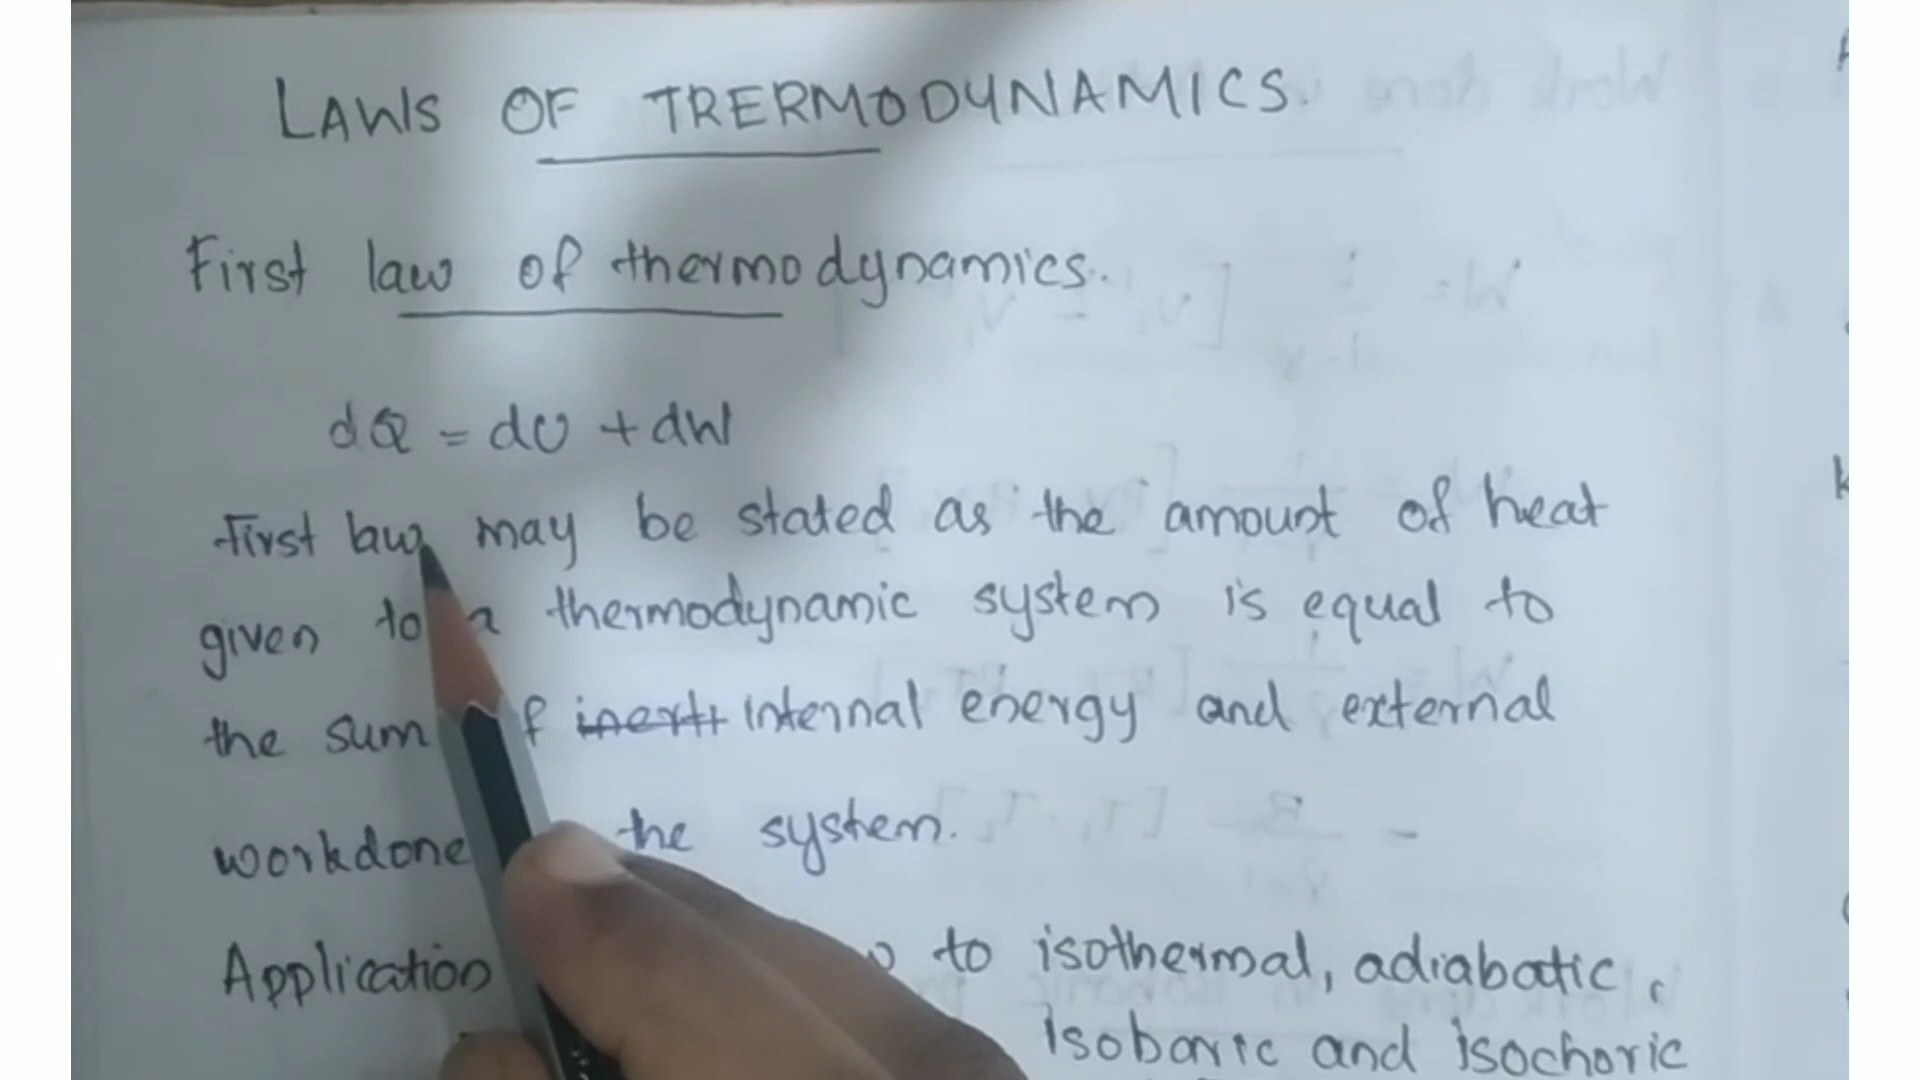 LAWS OF TRERMODYNAMICS.
First law of thermodynamics.
dQ = dU + dW
First law may be stated as the amount of heat
given to a thermodynamic system is equal to
the sum internal energy and external
workdone the system.
Application to isothermal, adiabatic,
isobaric and isochoric